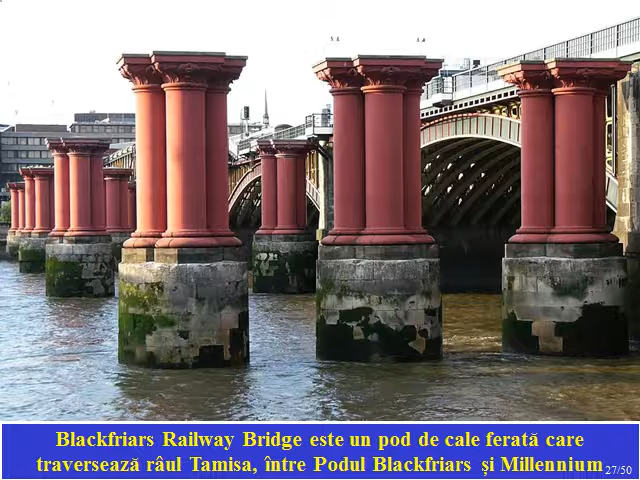 Blackfriars Railway Bridge este un pod de cale ferată care
traversează râul Tamisa, între Podul Blackfriars și Millennium 27/50